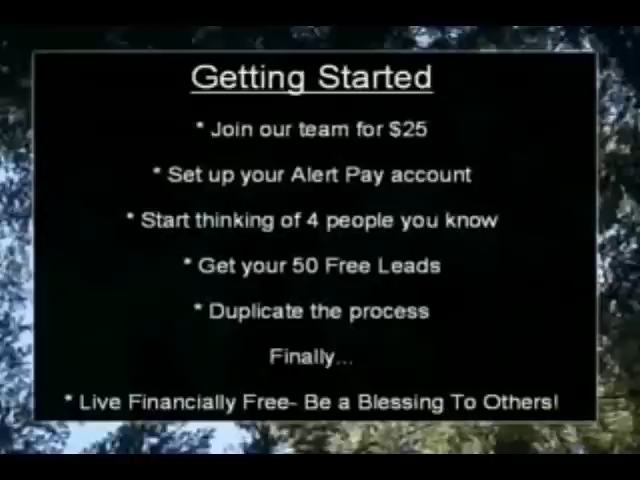 Getting Started
* Join our team for $25
* Set up your Alert Pay account
* Start thinking of 4 people you know
* Get your 50 Free Leads
* Duplicate the process
Finally...
* Live Financially Free- Be a Blessing To Others!